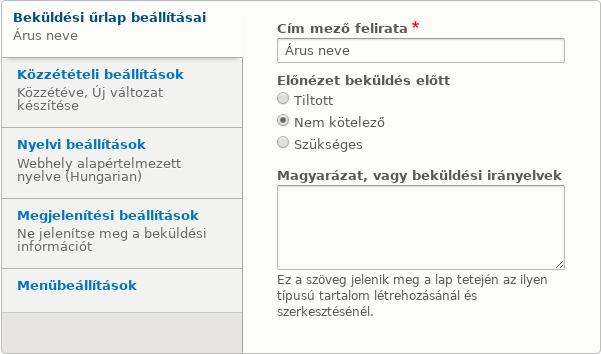 Beküldési űrlap beállításai
Árus neve
Közzétételi beállítások
Közzétéve, Új változat
készítése
Nyelvi beállítások
Webhely alapértelmezett
nyelve (Hungarian)
Megjelenítési beállítások
Ne jelenítse meg a beküldési
információt
Menübeállítások
Cím mező felirata *
Árus neve
Előnézet beküldés előtt
Tiltott
Nem kötelező
Szükséges
Magyarázat, vagy beküldési irányelvek
Ez a szöveg jelenik meg a lap tetején az ilyen
típusú tartalom létrehozásánál és
szerkesztésénél.